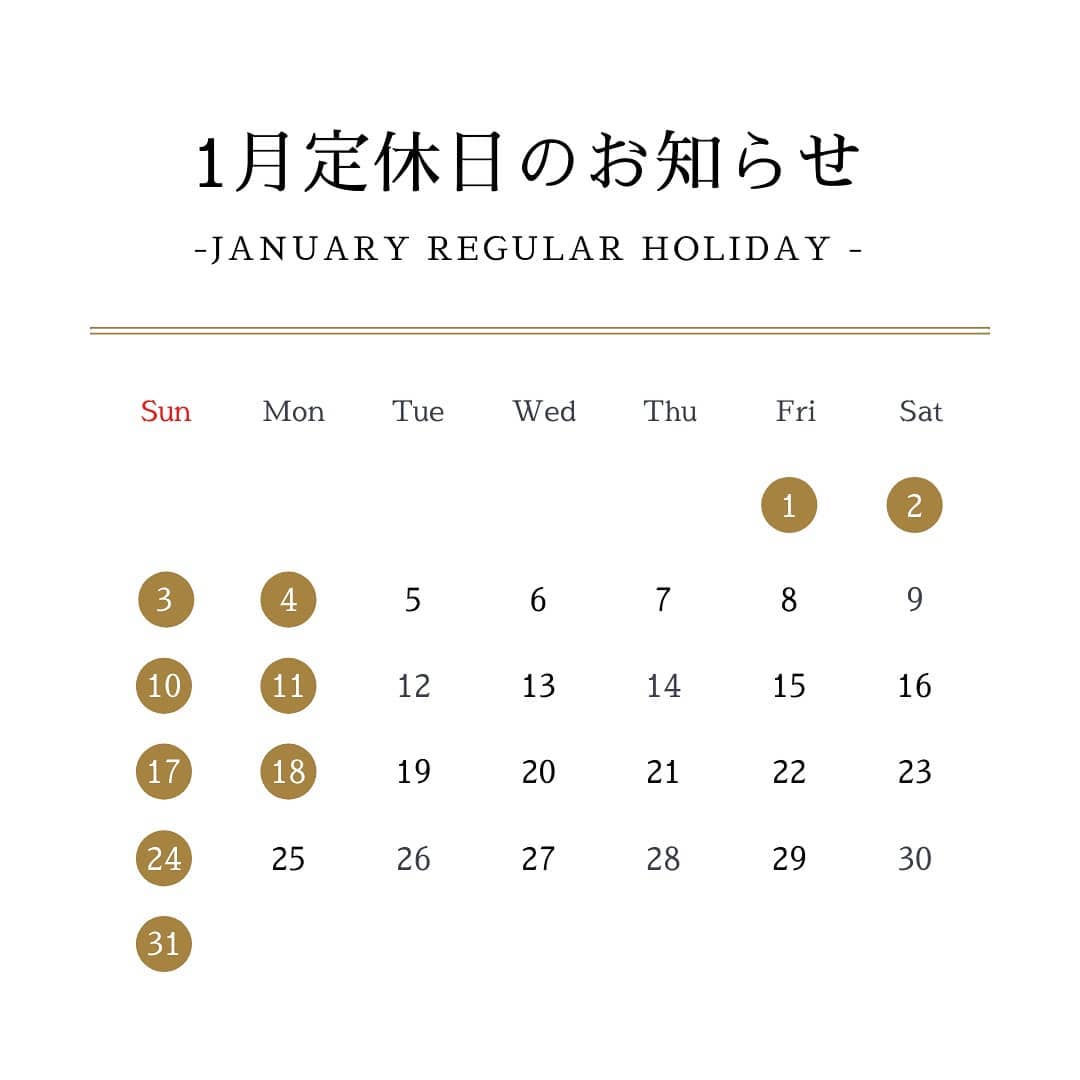 1月定休日のお知らせ
-JANUARY REGULAR HOLIDAY -
Sun Mon Tue Wed Thu Fri Sat
1 2
3 4 5 6 7 8 9
10 11 12 13 14 15 16
17 18 19 20 21 22 23
24 25 26 27 28 29 30
31